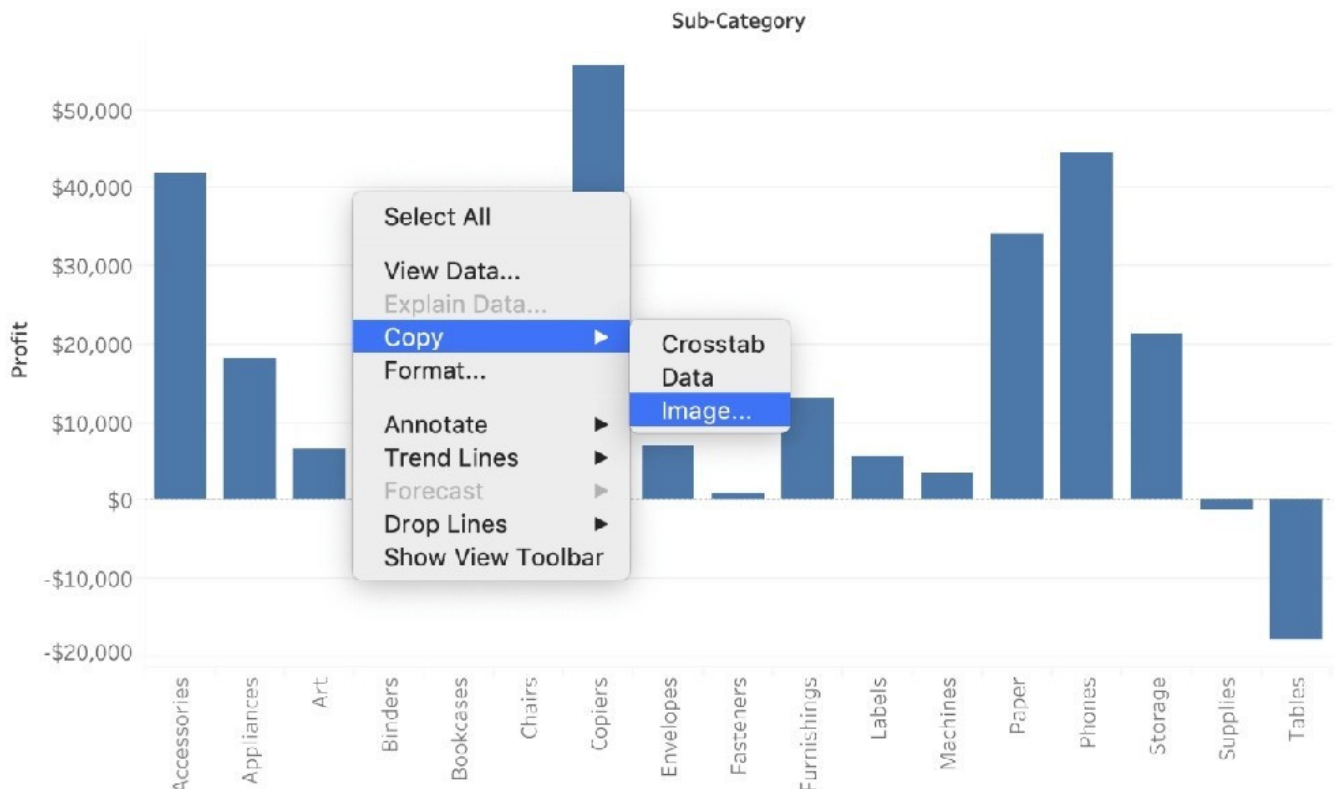 Sub-Category
Profit
$50,000
$40,000
$30,000
$20,000
$10,000
$0
-$10,000
-$20,000
Select All
View Data...
Explain Data...
Copy
Format...
Annotate
Trend Lines
Forecast
Drop Lines
Show View Toolbar
Crosstab
Data
Image...
Accessories
Appliances
Art
Binders
Bookcases
Chairs
Copiers
Envelopes
Fasteners
Furnishings
Labels
Machines
Paper
Phones
Storage
Supplies
Tables